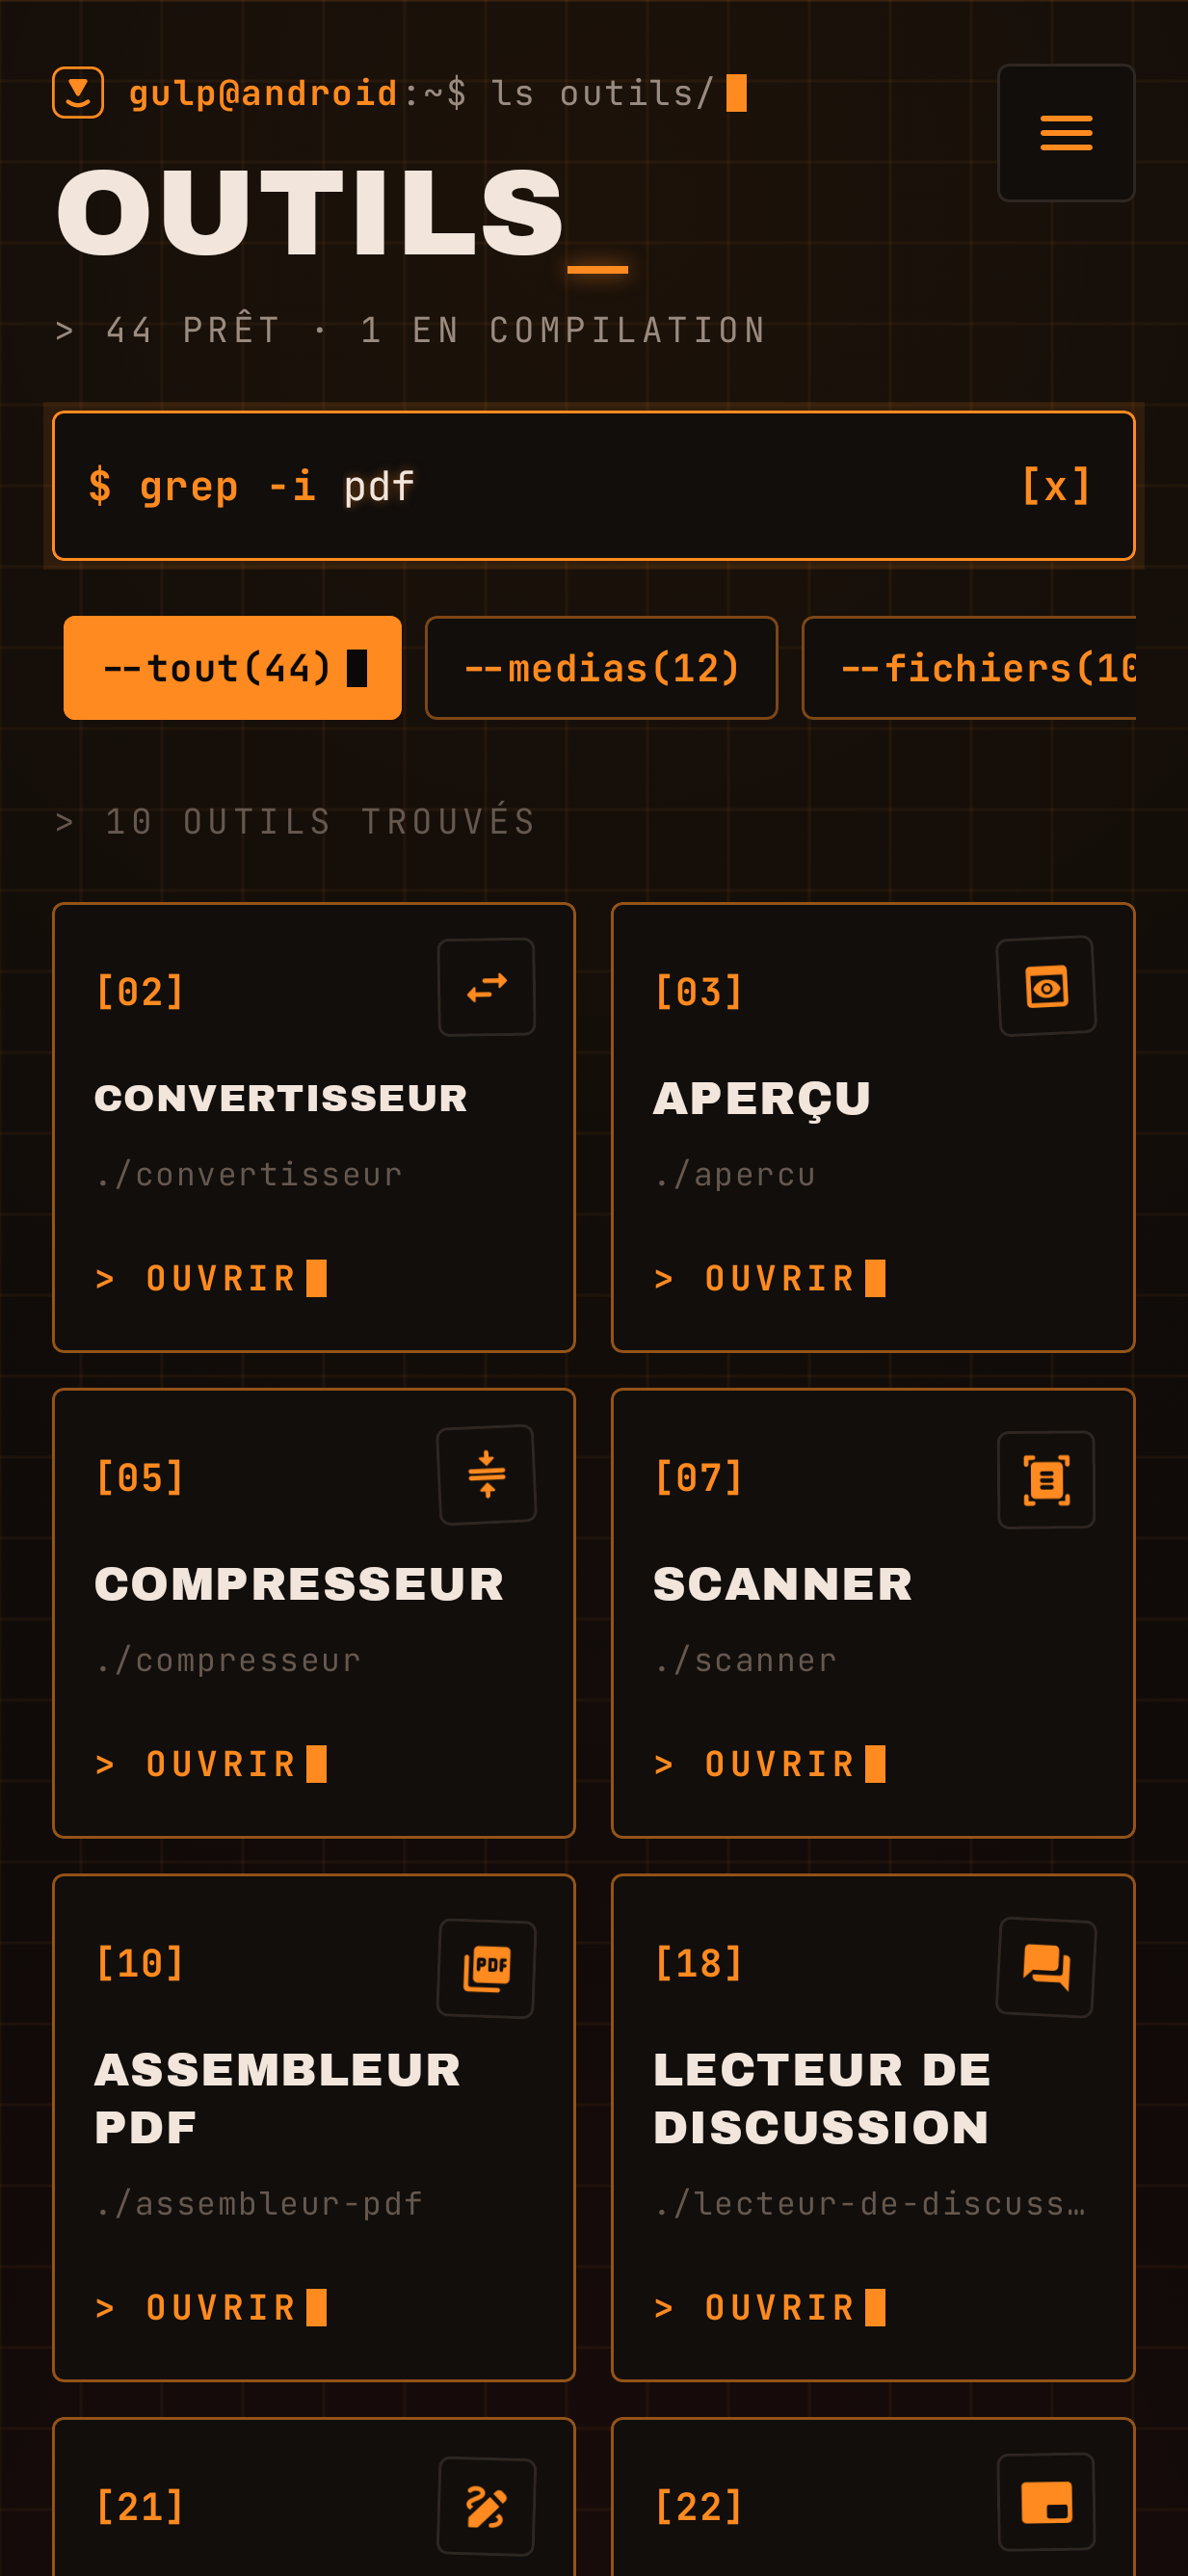 gulp@android:~$ ls outils/
OUTILS_
> 44 PRÊT · 1 EN COMPILATION
$ grep -i pdf [x]
--tout(44) --medias(12) --fichiers(10
> 10 OUTILS TROUVÉS
[02]
CONVERTISSEUR
./convertisseur
> OUVRIR
[03]
APERÇU
./apercu
> OUVRIR
[05]
COMPRESSEUR
./compresseur
> OUVRIR
[07]
SCANNER
./scanner
> OUVRIR
[10]
PDF
ASSEMBLEUR
PDF
./assembleur-pdf
> OUVRIR
[18]
LECTEUR DE
DISCUSSION
./lecteur-de-discuss…
> OUVRIR
[21]
[22]